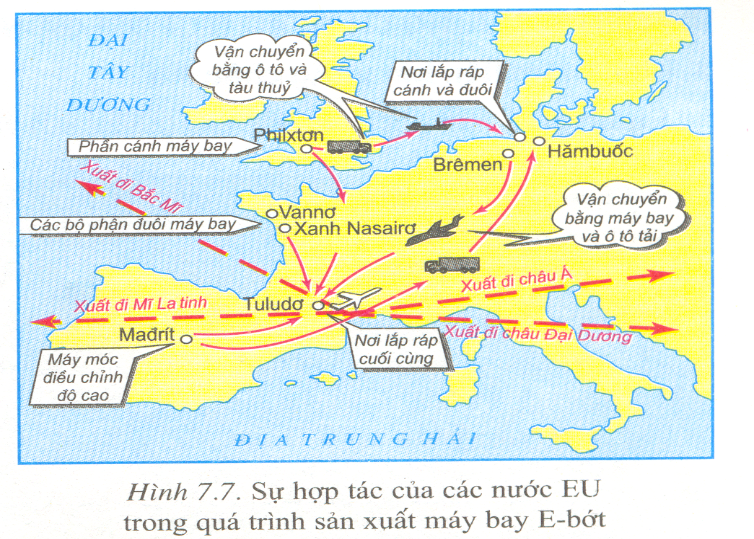 ĐẠI
TÂY
DƯƠNG
Vận chuyển
bằng ô tô và
tàu thuỷ
Nơi lắp ráp
cánh và đuôi
Phần cánh máy bay
Philxtơn
Brêmen
Hămbuốc
Xuất đi Bắc Mĩ
Vận chuyển
bằng máy bay
và ô tô tải
Các bộ phận đuôi máy bay
Vannơ
Xanh Nasairơ
Xuất đi Mĩ La tinh
Tuludơ
Xuất đi châu Á
Xuất đi châu Đại Dương
Mađrít
Nơi lắp ráp
cuối cùng
Máy móc
điều chỉnh
độ cao
ĐỊA TRUNG HẢI
Hình 7.7. Sự hợp tác của các nước EU
trong quá trình sản xuất máy bay E-bớt